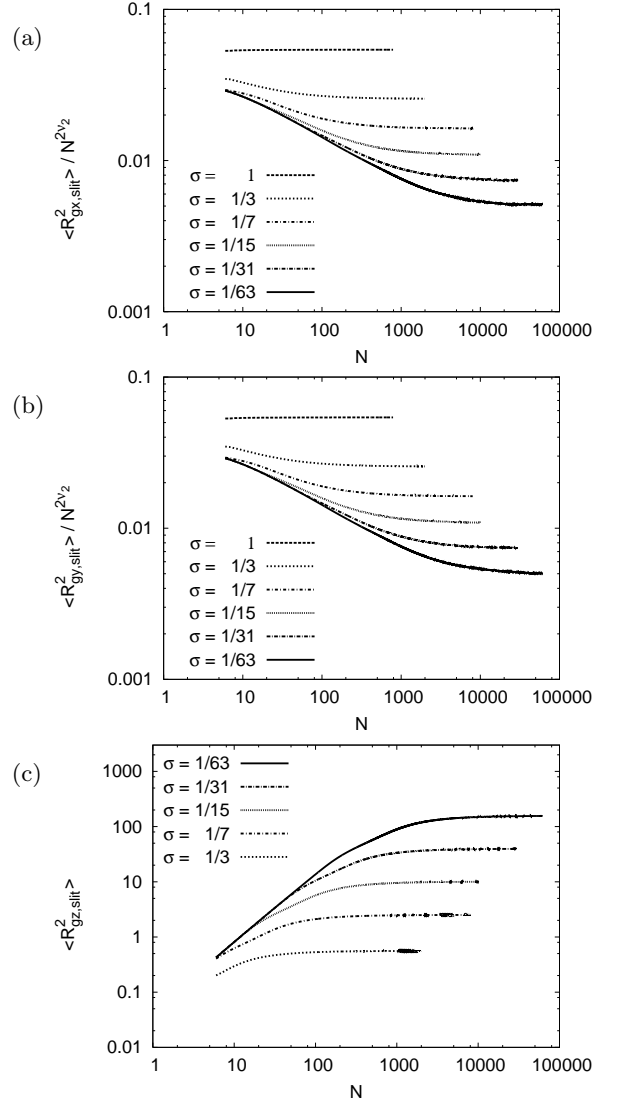 (a)
0.1
0.01
0.001
<R²gx,slit> / N^2ν₂
σ = 1
σ = 1/3
σ = 1/7
σ = 1/15
σ = 1/31
σ = 1/63
1 10 100 1000 10000 100000
N
(b)
0.1
0.01
0.001
<R²gy,slit> / N^2ν₂
σ = 1
σ = 1/3
σ = 1/7
σ = 1/15
σ = 1/31
σ = 1/63
1 10 100 1000 10000 100000
N
(c)
1000
100
10
1
0.1
0.01
<R²gz,slit>
σ = 1/63
σ = 1/31
σ = 1/15
σ = 1/7
σ = 1/3
1 10 100 1000 10000 100000
N